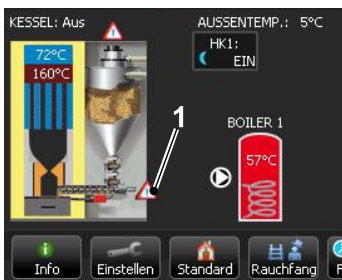 KESSEL: Aus
AUSSENTEMP.: 5°C
HK1:
EIN
72°C
160°C
1
BOILER 1
57°C
Info
Einstellen
Standard
Rauchfang